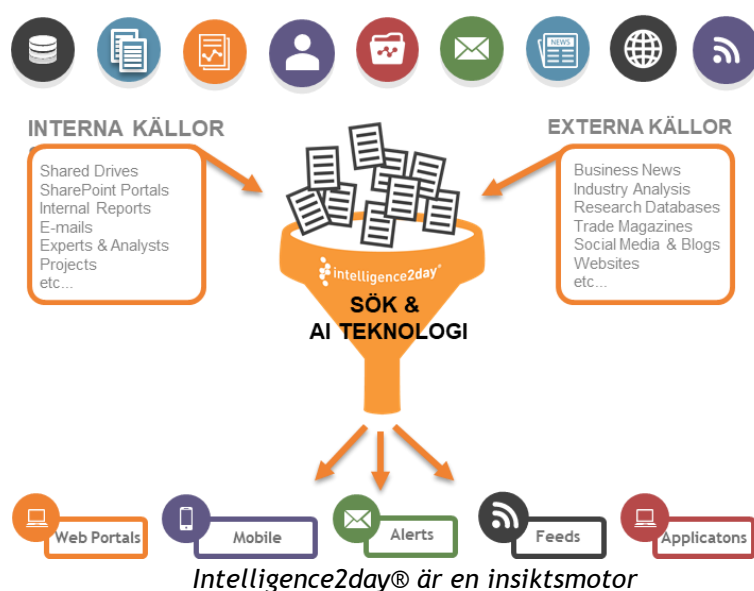 NEWS
INTERNA KÄLLOR
Shared Drives
SharePoint Portals
Internal Reports
E-mails
Experts & Analysts
Projects
etc...
EXTERNA KÄLLOR
Business News
Industry Analysis
Research Databases
Trade Magazines
Social Media & Blogs
Websites
etc...
intelligence2day®
SÖK &
AI TEKNOLOGI
Web Portals
Mobile
Alerts
Feeds
Applicatons
Intelligence2day® är en insiktsmotor